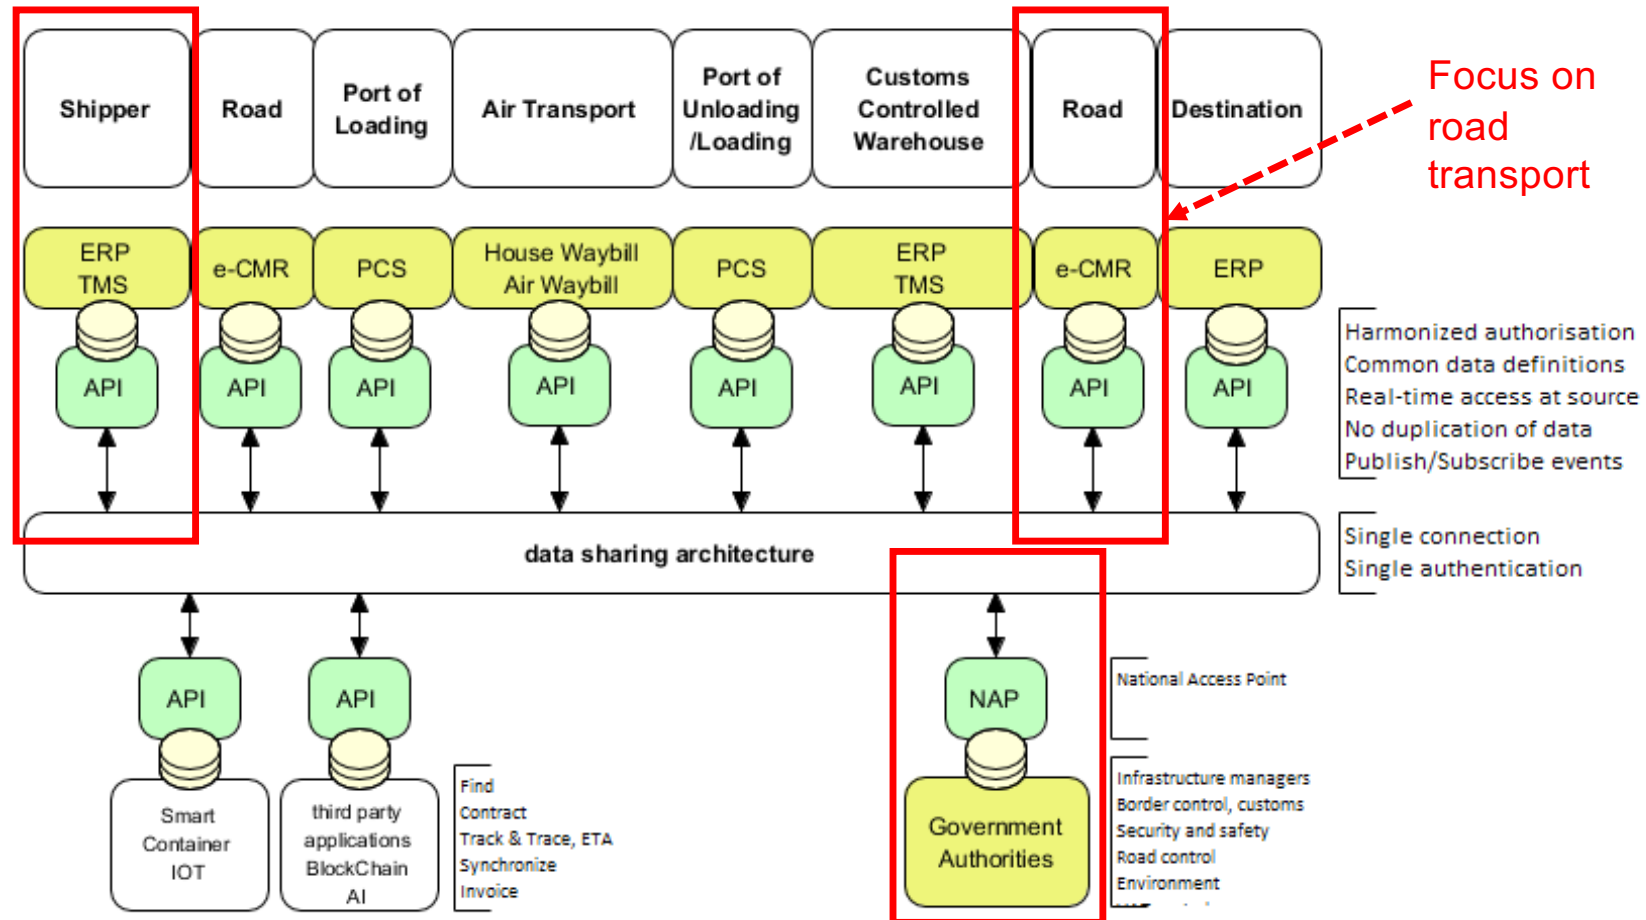 Shipper
Road
Port of
Loading
Air Transport
Port of
Unloading
/Loading
Customs
Controlled
Warehouse
Road
Destination
Focus on
road
transport
ERP
TMS
e-CMR
PCS
House Waybill
Air Waybill
PCS
ERP
TMS
e-CMR
ERP
API
API
API
API
API
API
API
API
Harmonized authorisation
Common data definitions
Real-time access at source
No duplication of data
Publish/Subscribe events
data sharing architecture
Single connection
Single authentication
API
API
NAP
National Access Point
Smart
Container
IOT
third party
applications
BlockChain
AI
Find
Contract
Track & Trace, ETA
Synchronize
Invoice
Government
Authorities
Infrastructure managers
Border control, customs
Security and safety
Road control
Environment